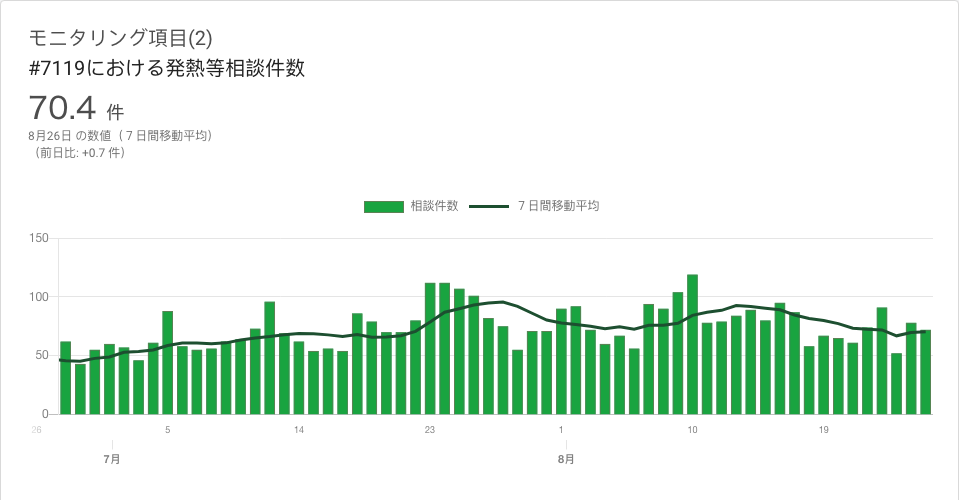 モニタリング項目(2)
#7119における発熱等相談件数
70.4 件
8月26日 の数値（７日間移動平均）
（前日比: +0.7 件）
相談件数 ７日間移動平均
150
100
50
0
26 5 14 23 1 10 19
7月 8月